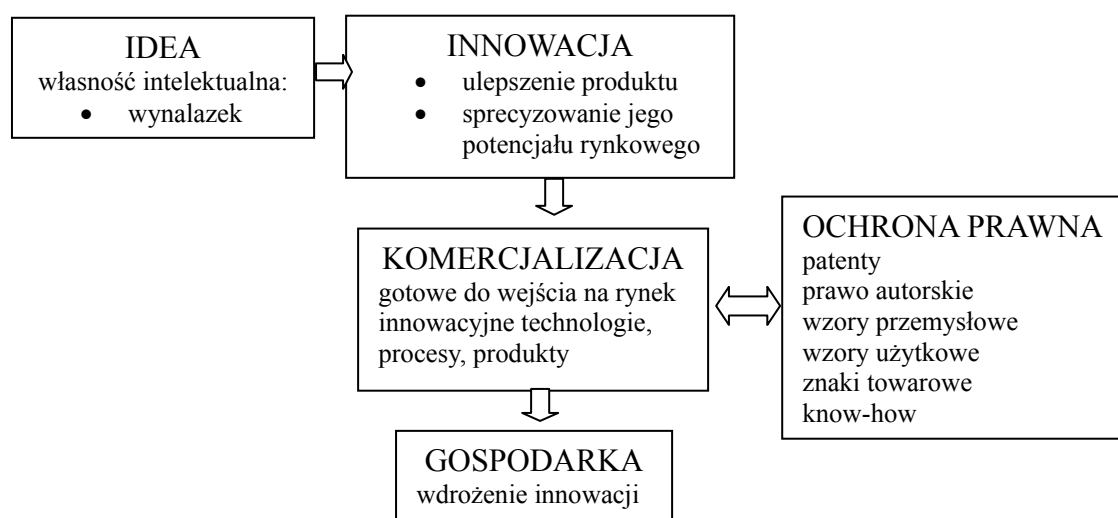 IDEA
własność intelektualna:
• wynalazek
INNOWACJA
• ulepszenie produktu
• sprecyzowanie jego
potencjału rynkowego
KOMERCJALIZACJA
gotowe do wejścia na rynek
innowacyjne technologie,
procesy, produkty
OCHRONA PRAWNA
patenty
prawo autorskie
wzory przemysłowe
wzory użytkowe
znaki towarowe
know-how
GOSPODARKA
wdrożenie innowacji